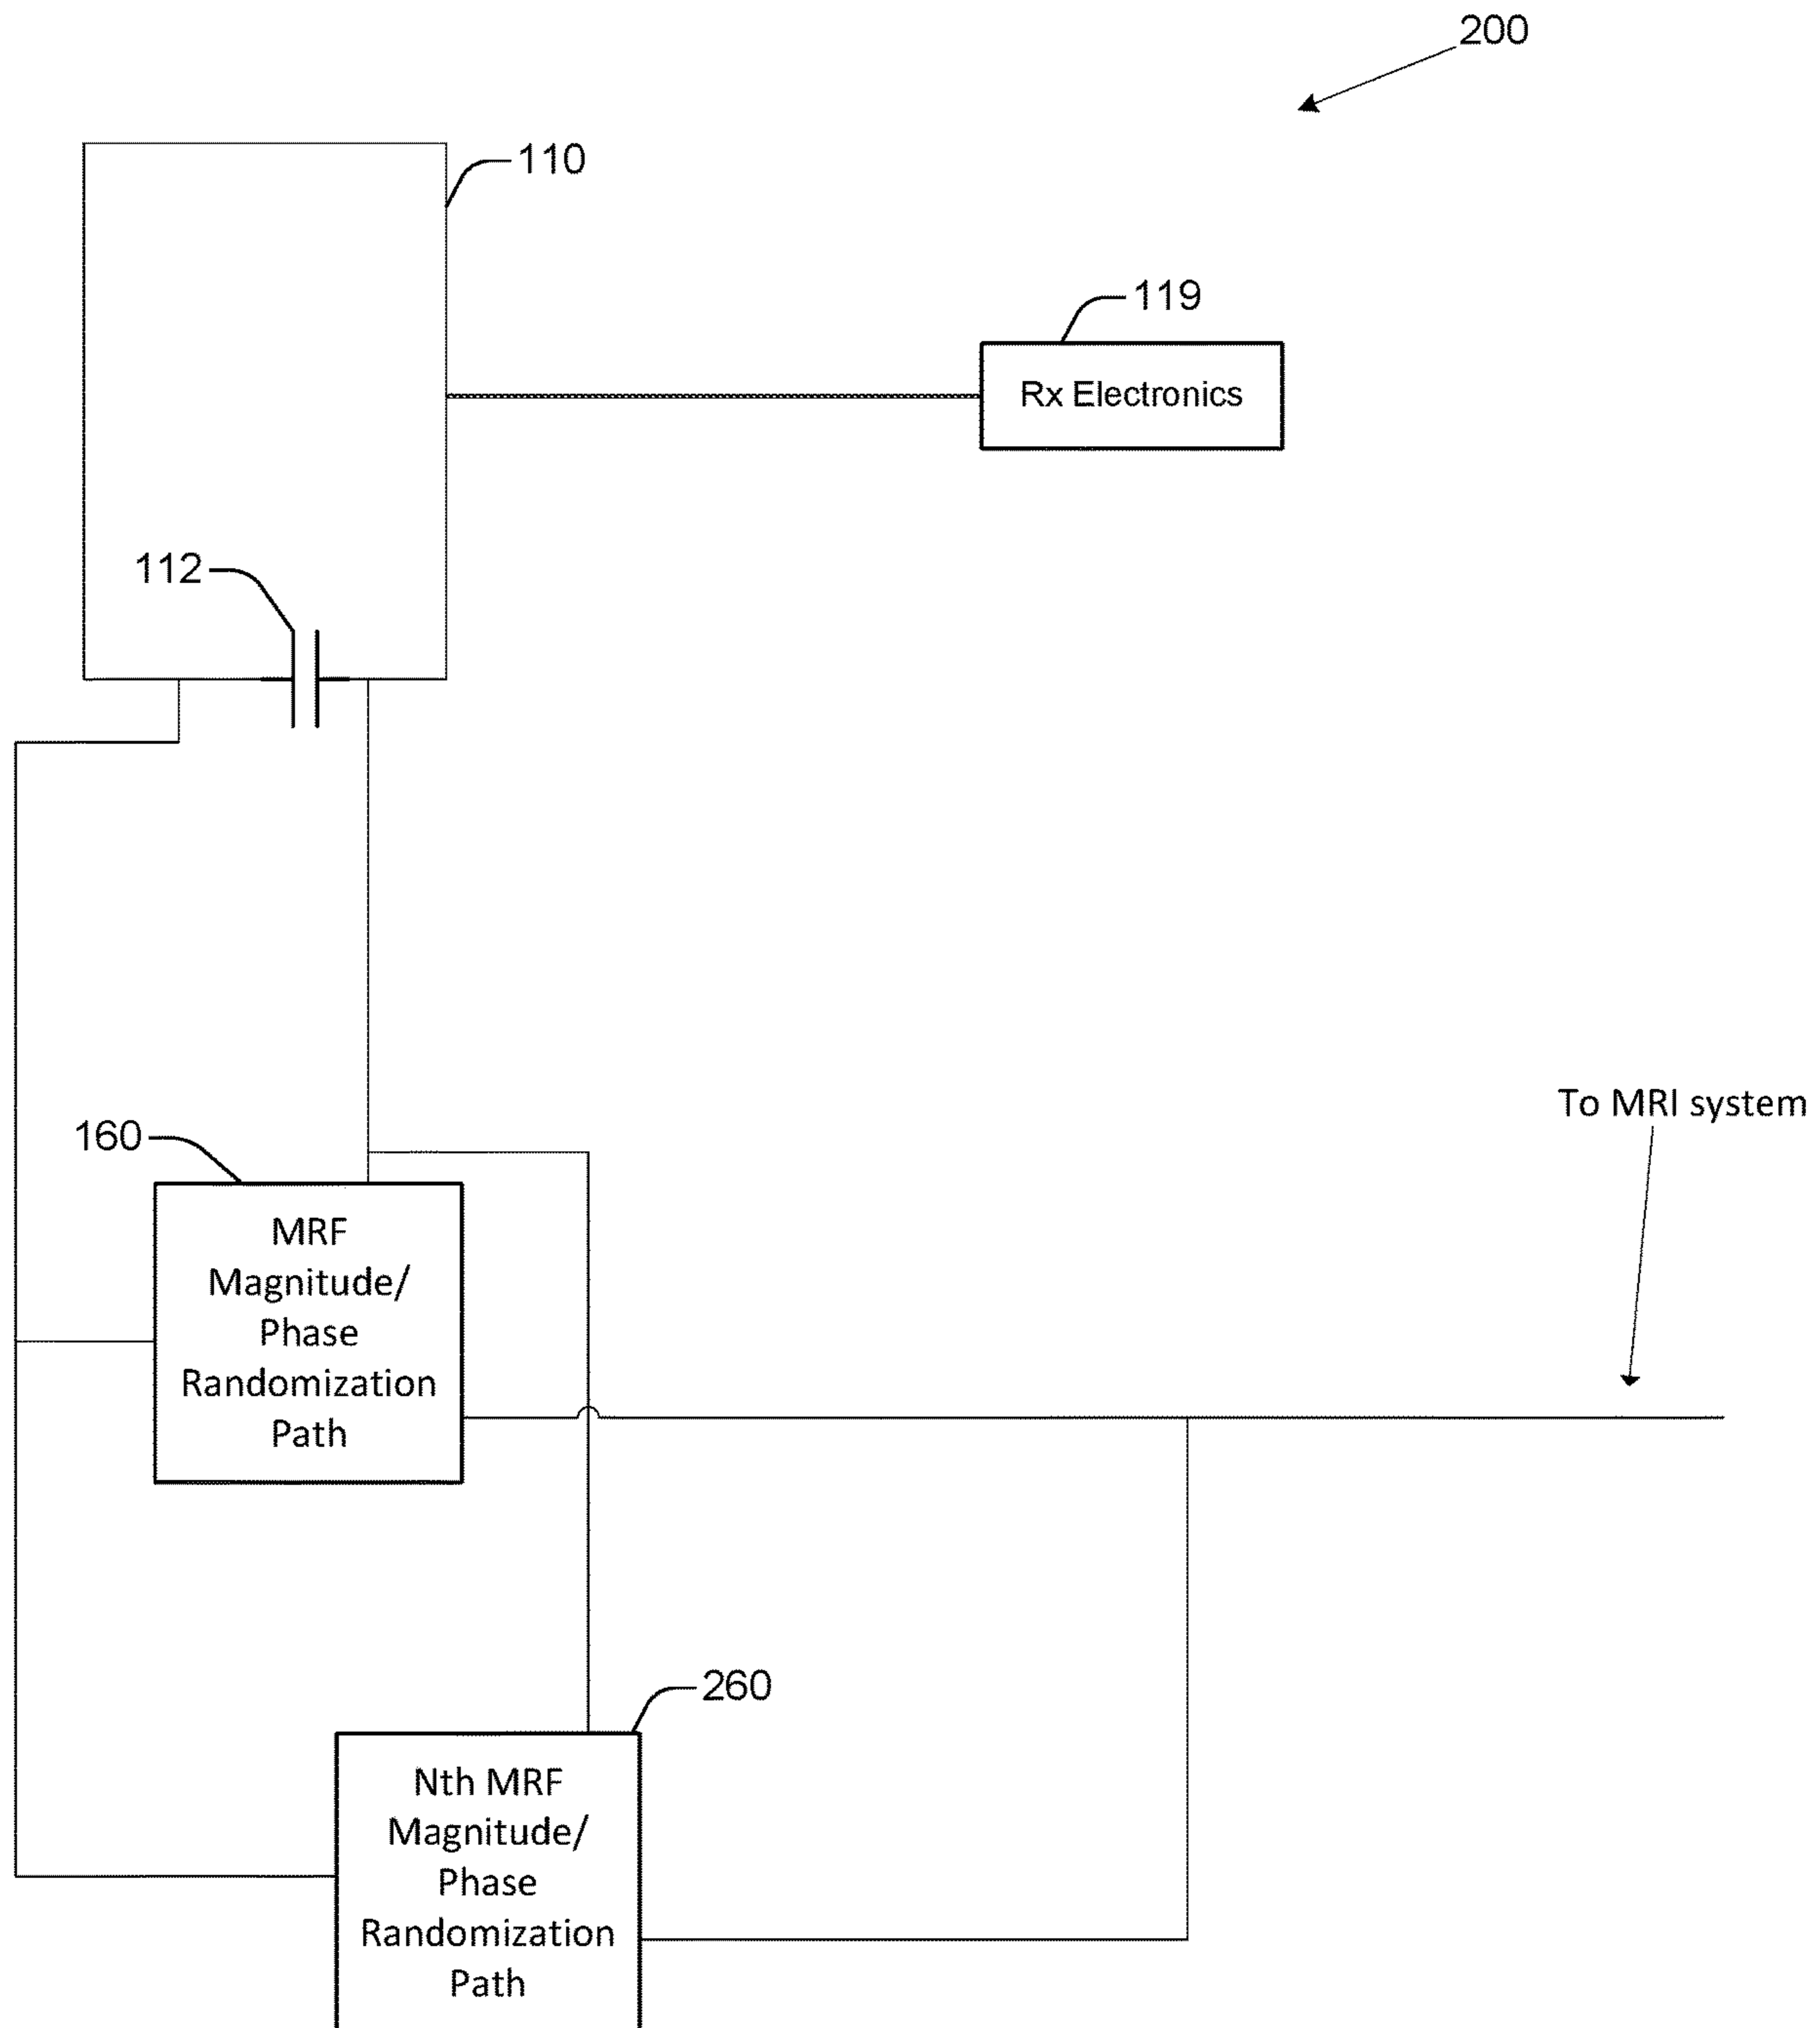 200
110
119
Rx Electronics
112
To MRI system
160
MRF
Magnitude/
Phase
Randomization
Path
260
Nth MRF
Magnitude/
Phase
Randomization
Path